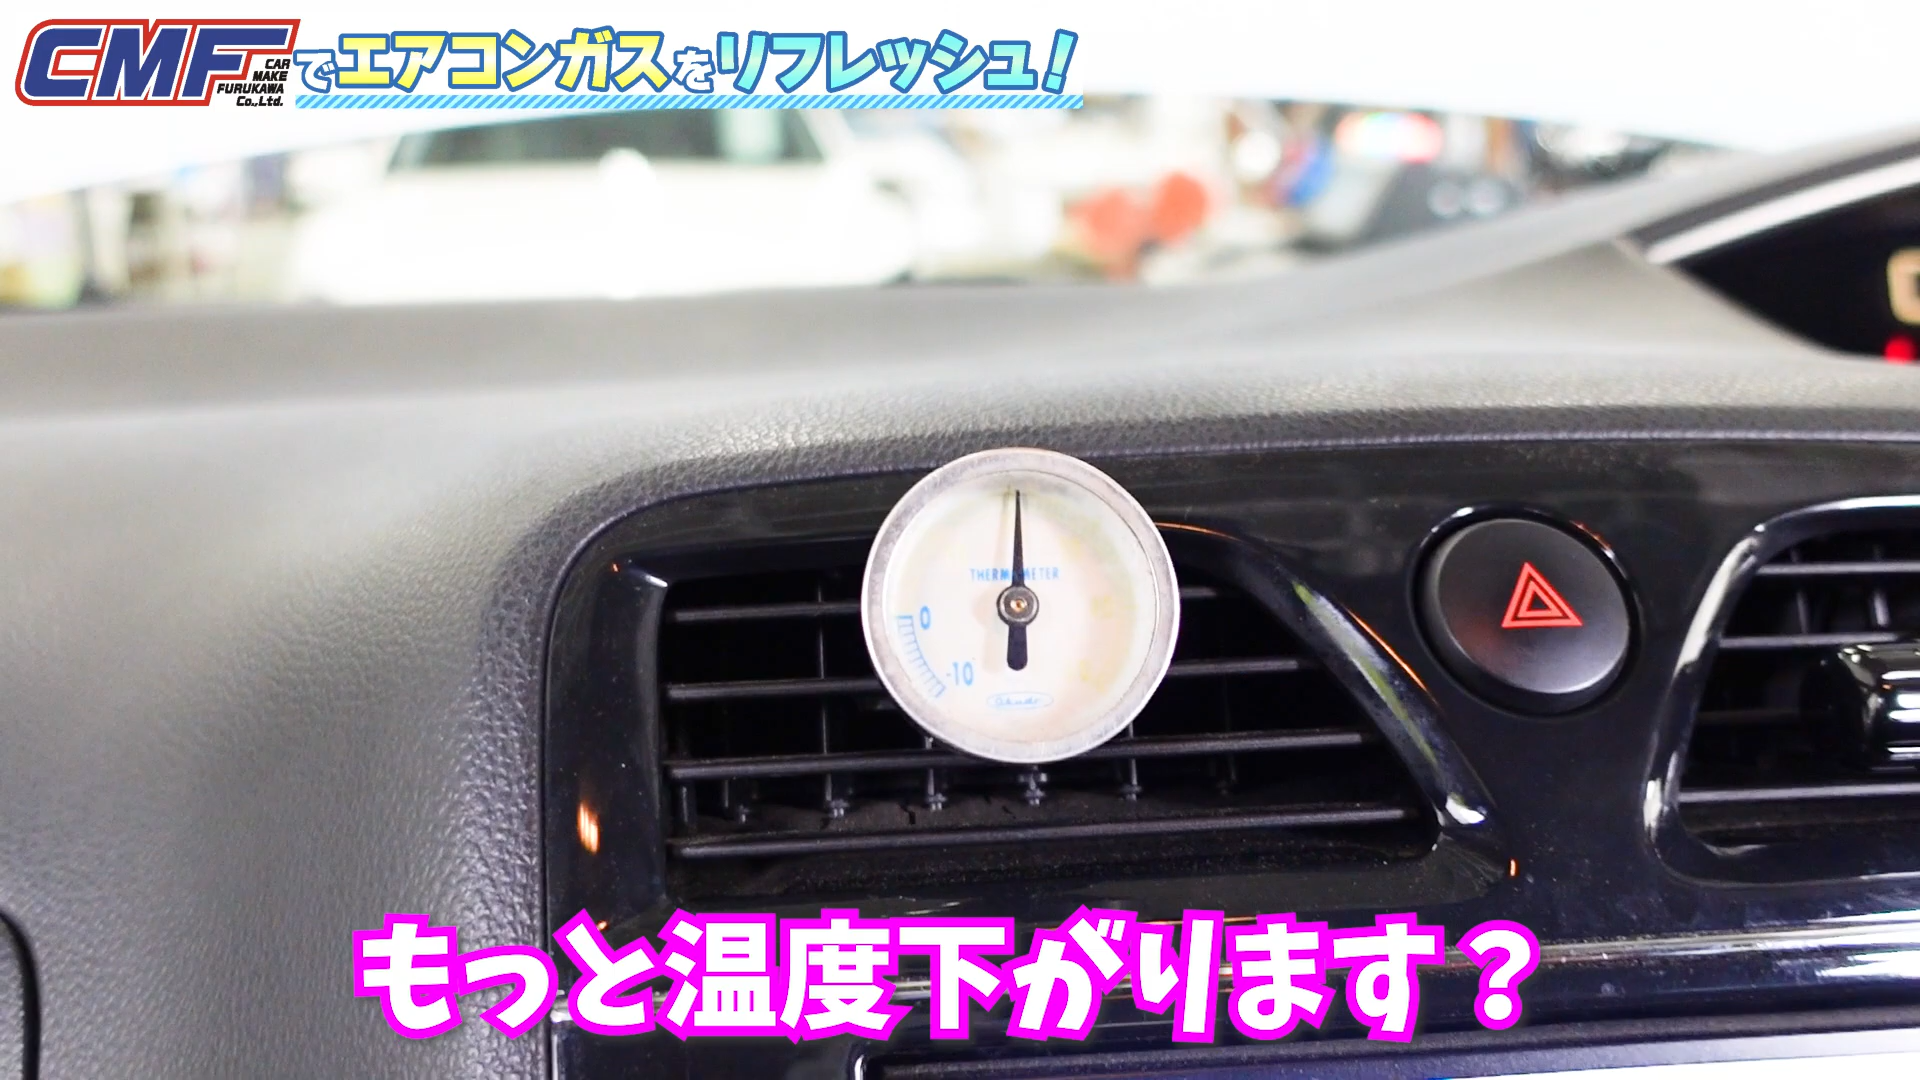 CMF
CAR
MAKE
FURUKAWA
Co.,Ltd.
でエアコンガスをリフレッシュ！
THERMOMETER
0
-10
もっと温度下がります？